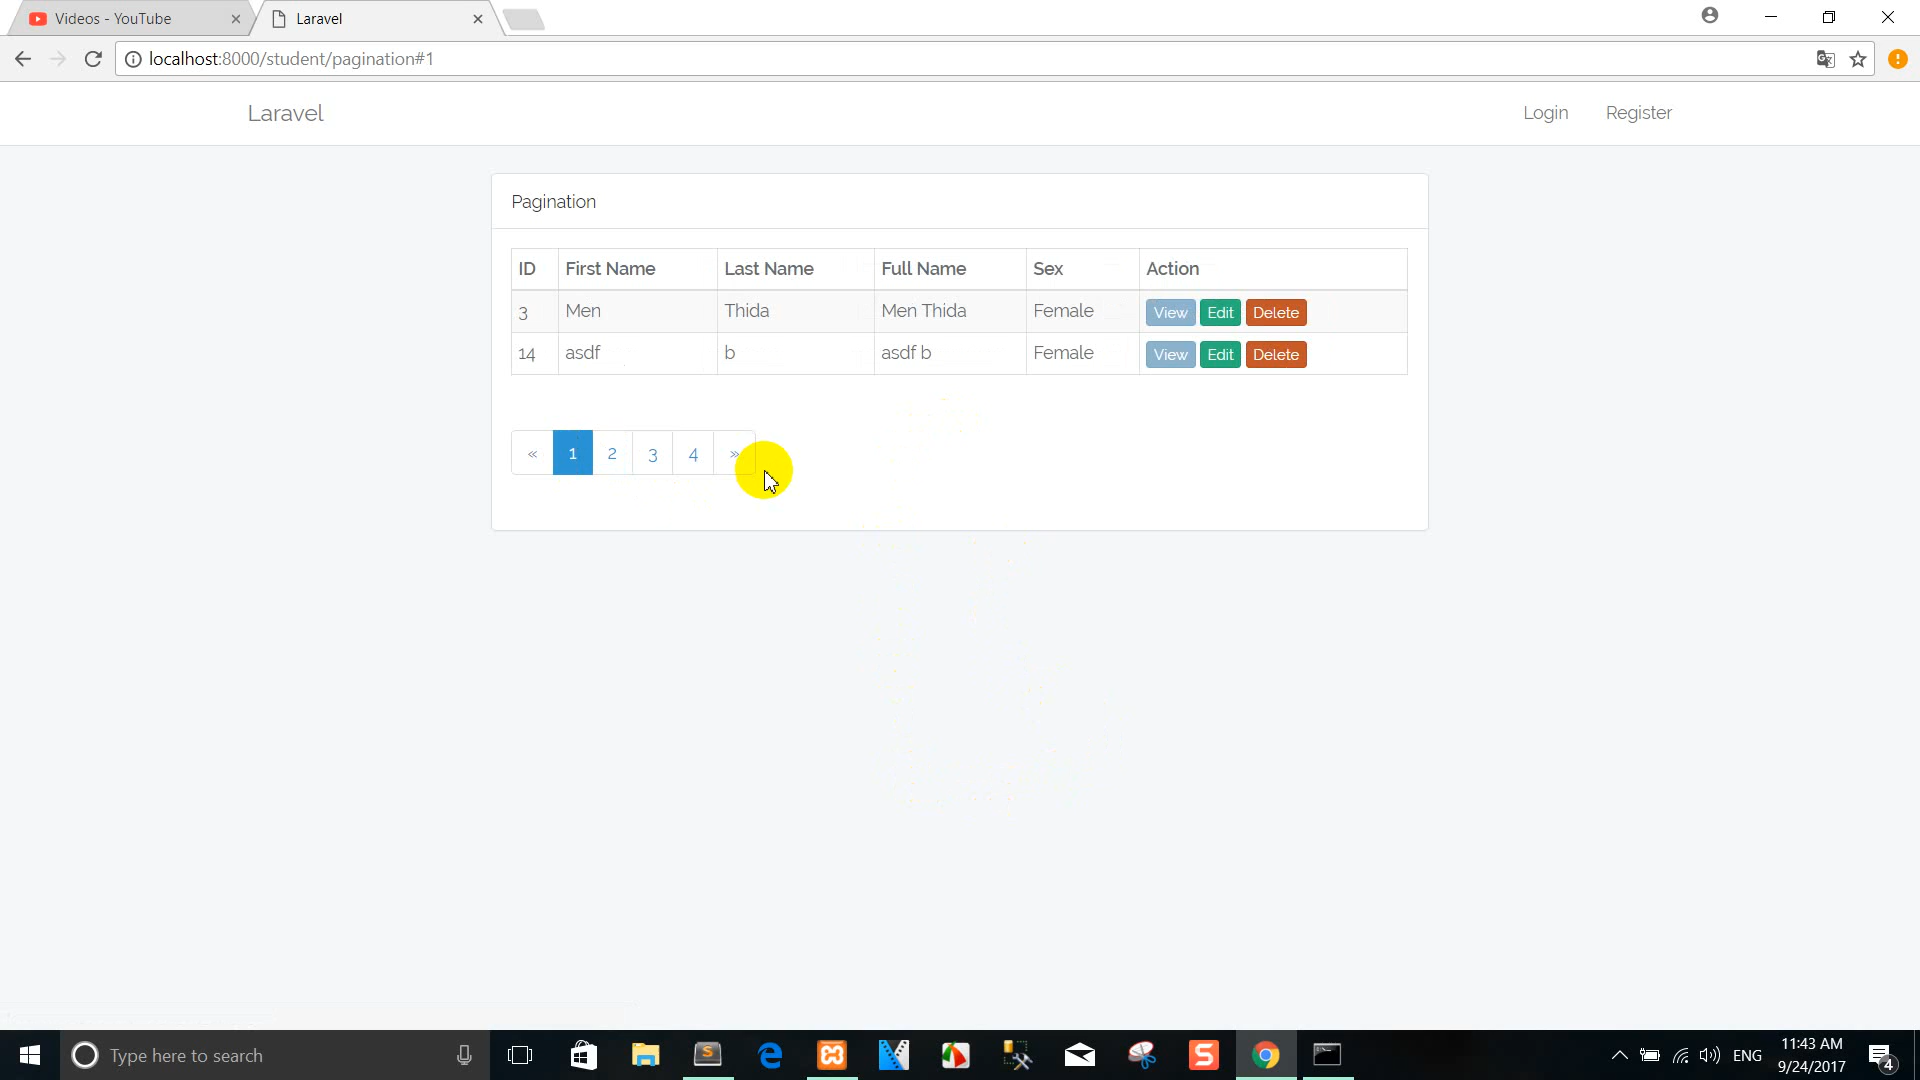 Videos - YouTube
Laravel
localhost:8000/student/pagination#1
Laravel
Login
Register
Pagination
ID First Name Last Name Full Name Sex Action
3 Men Thida Men Thida Female View Edit Delete
14 asdf b asdf b Female View Edit Delete
« 1 2 3 4 »
Type here to search
ENG
11:43 AM
9/24/2017
4